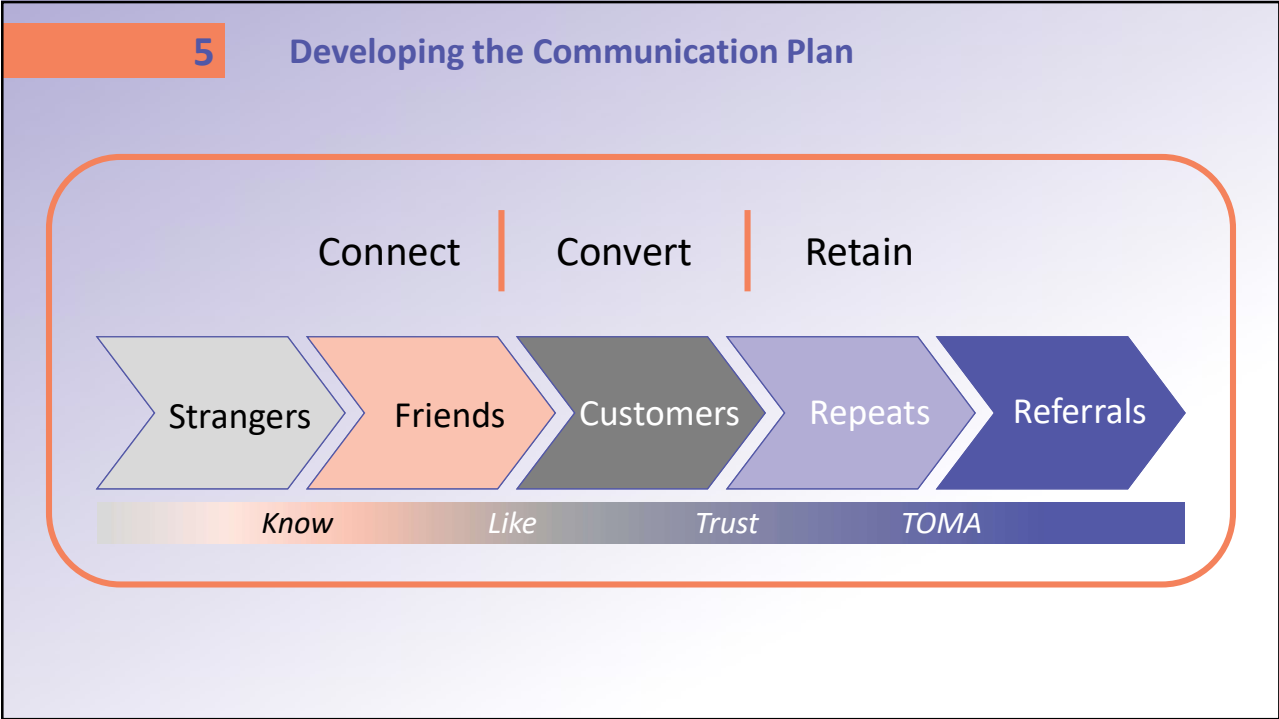 5 Developing the Communication Plan
Connect Convert Retain
Strangers Friends Customers Repeats Referrals
Know Like Trust TOMA